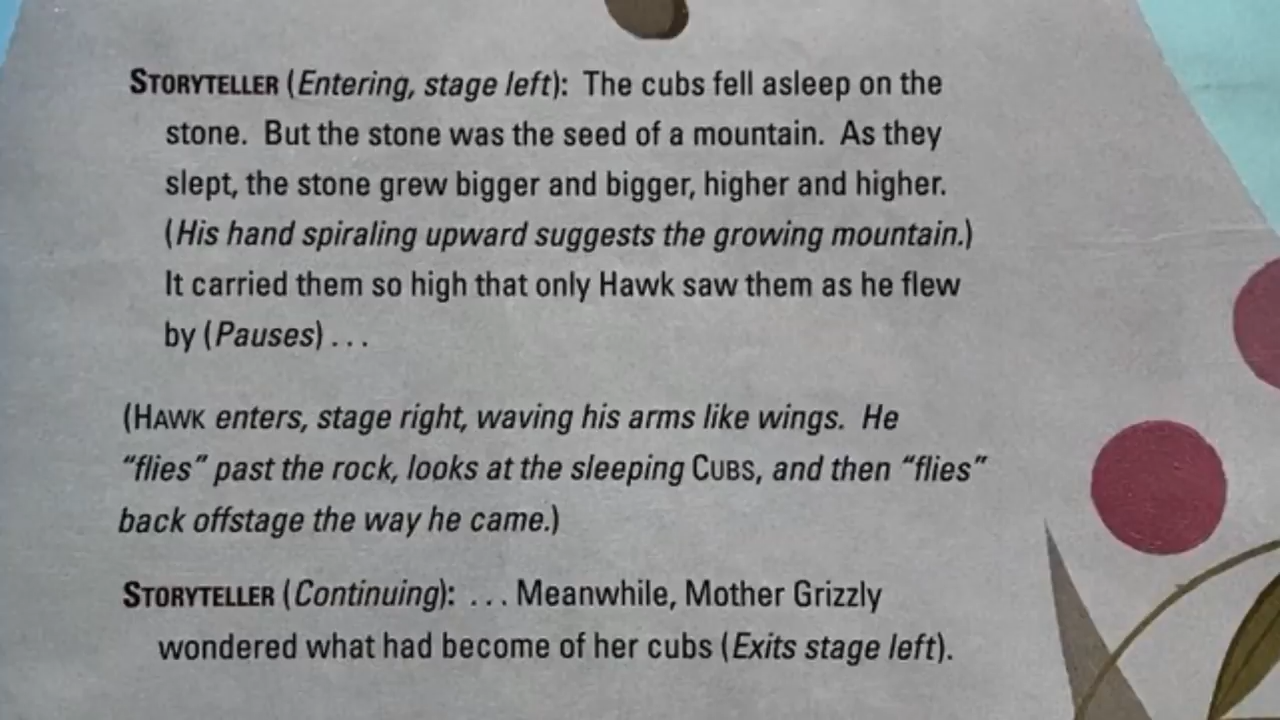 STORYTELLER (Entering, stage left): The cubs fell asleep on the
stone. But the stone was the seed of a mountain. As they
slept, the stone grew bigger and bigger, higher and higher.
(His hand spiraling upward suggests the growing mountain.)
It carried them so high that only Hawk saw them as he flew
by (Pauses) . . .
(HAWK enters, stage right, waving his arms like wings. He
“flies” past the rock, looks at the sleeping CUBS, and then “flies”
back offstage the way he came.)
STORYTELLER (Continuing): . . . Meanwhile, Mother Grizzly
wondered what had become of her cubs (Exits stage left).